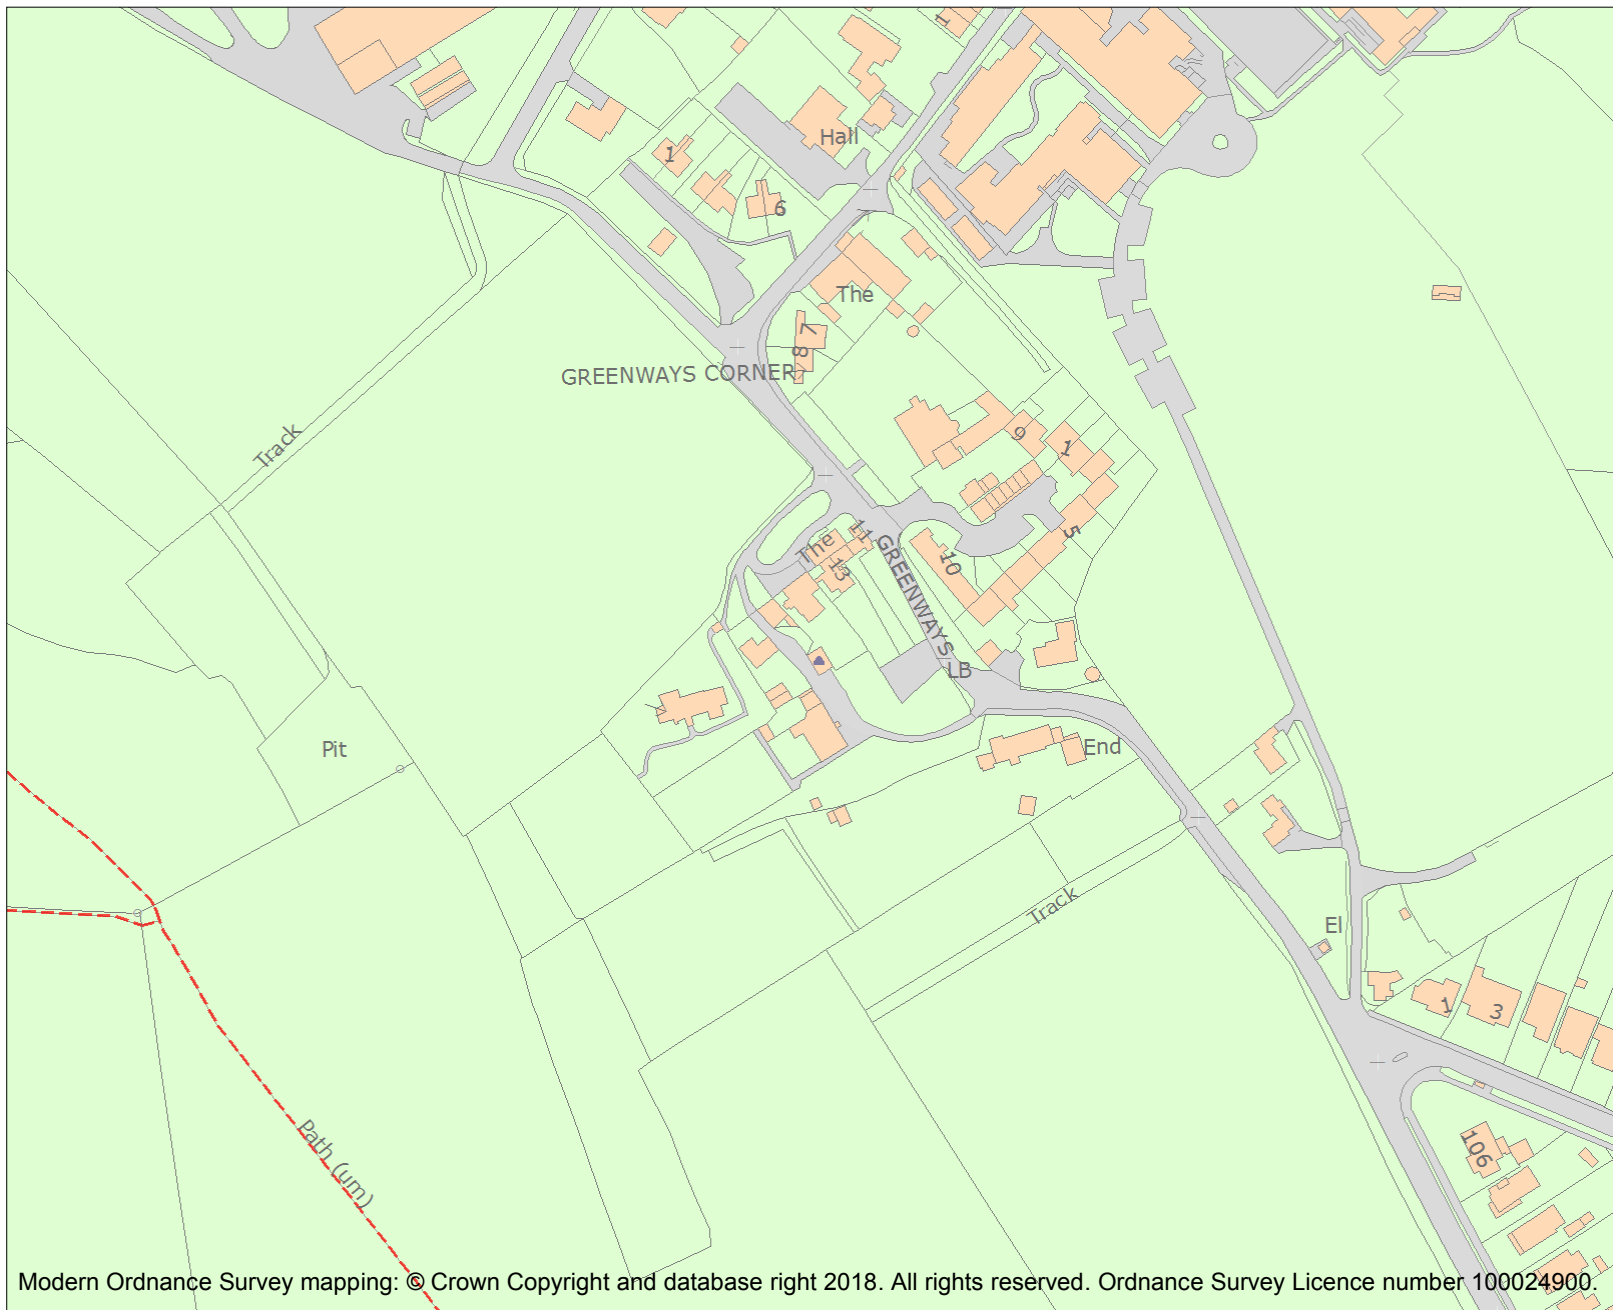 1
Hall
1
6
The
7
8
GREENWAYS CORNER
Track
9
1
5
The
11
13
GREENWAYS
10
LB
Pit
End
Track
El
1
3
Path (um)
106
Modern Ordnance Survey mapping: © Crown Copyright and database right 2018. All rights reserved. Ordnance Survey Licence number 100024900.